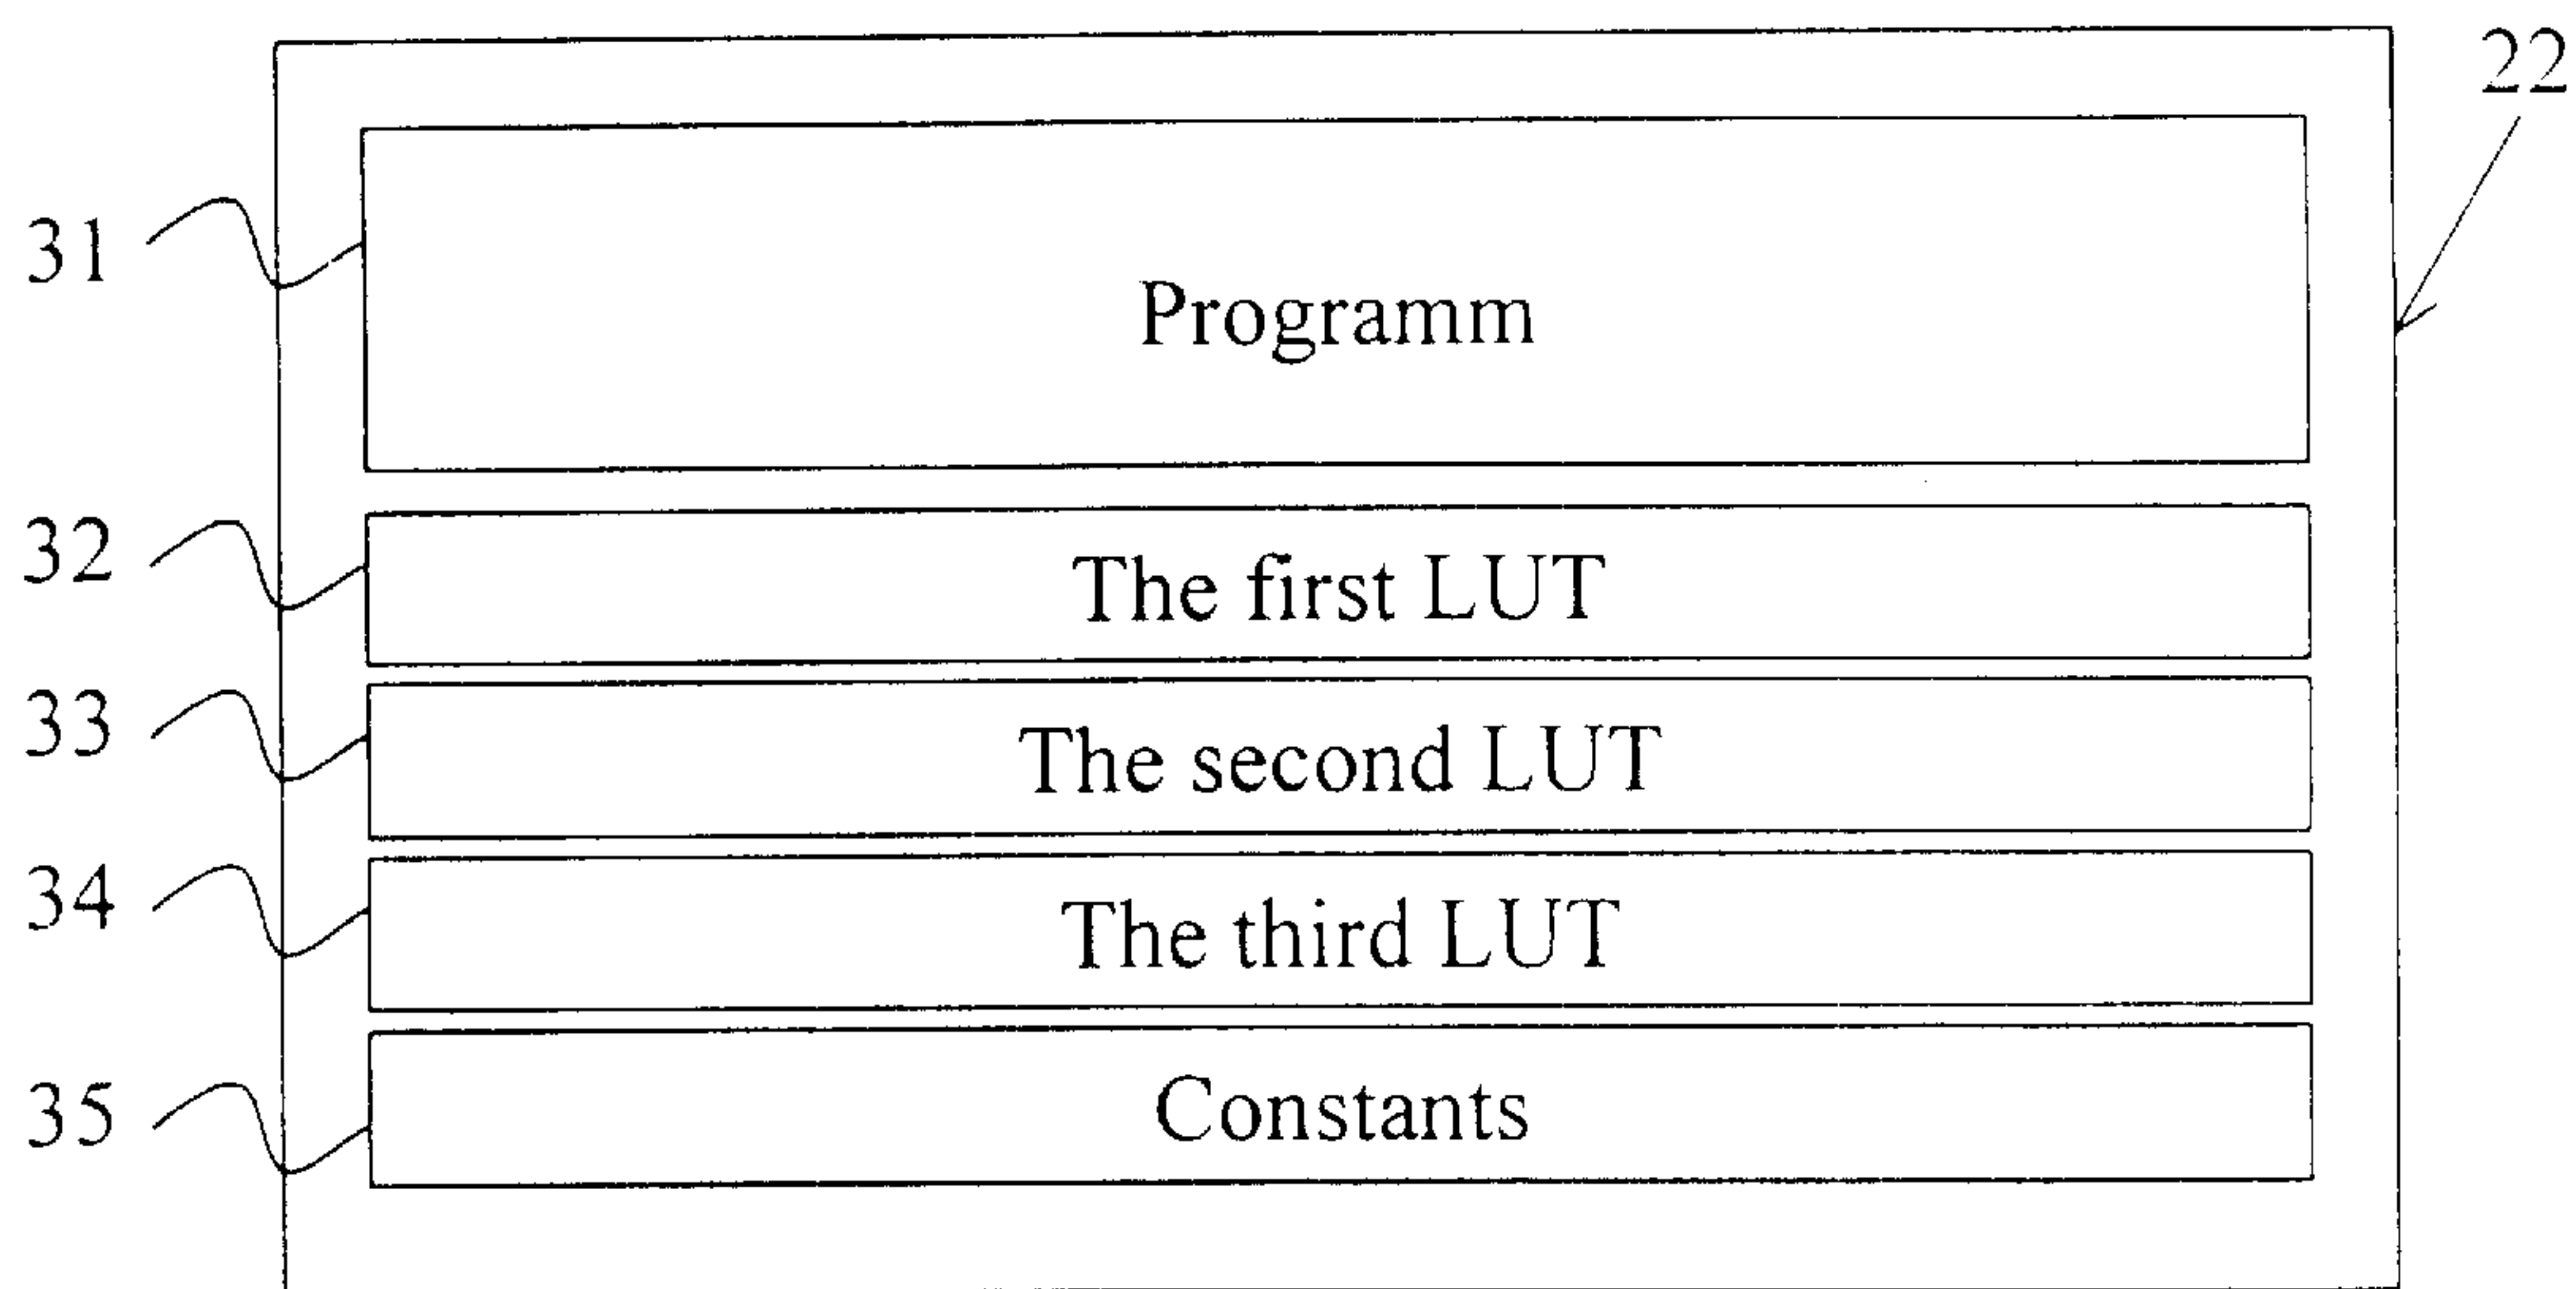 22
31
Programm
32
The first LUT
33
The second LUT
34
The third LUT
35
Constants